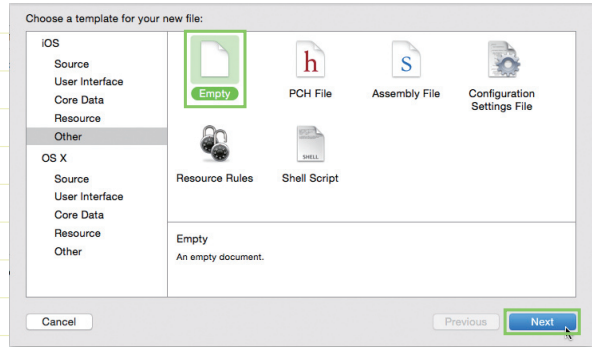 Choose a template for your new file:
iOS
Source
User Interface
Core Data
Resource
Other
OS X
Source
User Interface
Core Data
Resource
Other
Empty
h
PCH File
S
Assembly File
Configuration
Settings File
Resource Rules
SHELL
Shell Script
Empty
An empty document.
Cancel
Previous
Next